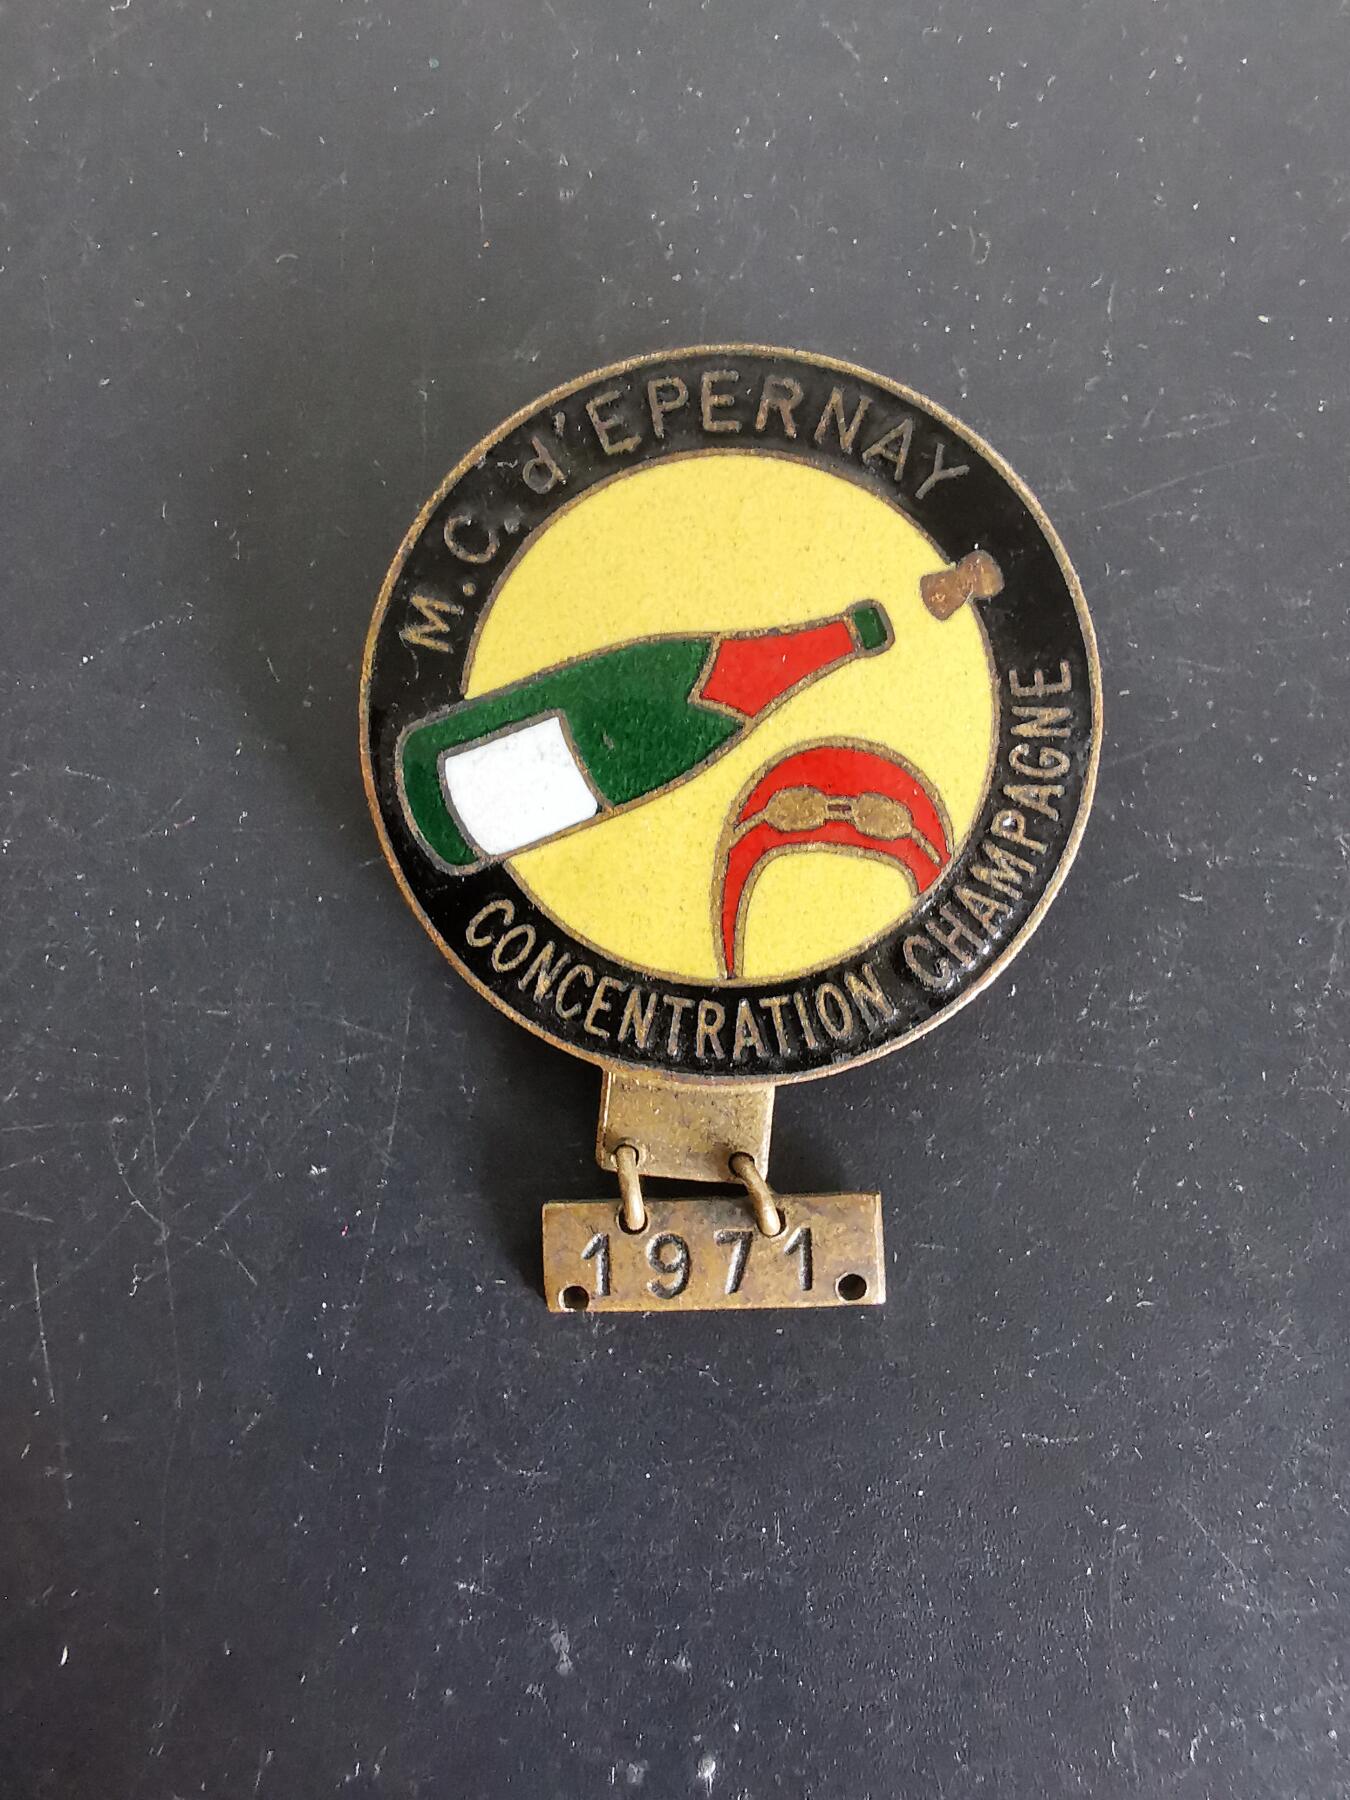 M.C. d'EPERNAY
CONCENTRATION CHAMPAGNE
1971